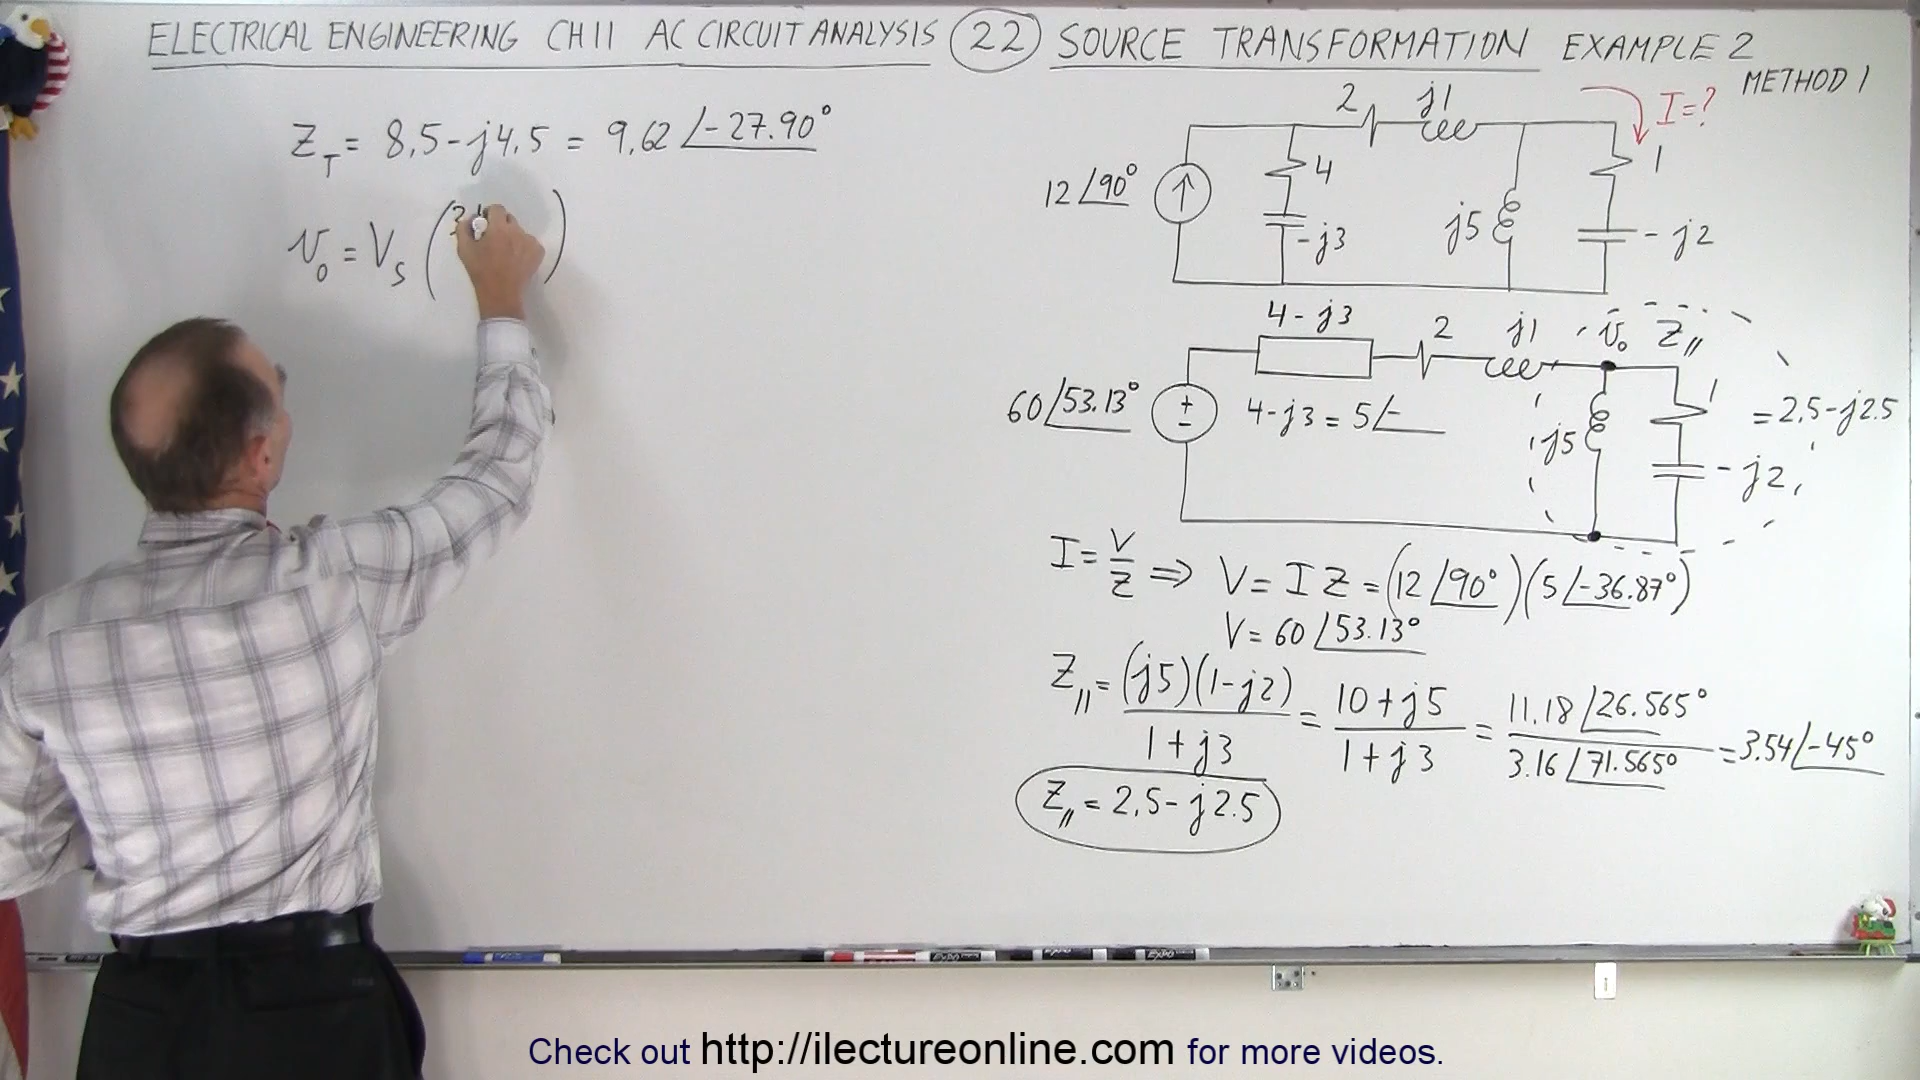 ELECTRICAL ENGINEERING CH 11 AC CIRCUIT ANALYSIS 22 SOURCE TRANSFORMATION EXAMPLE 2
METHOD 1
Z_T = 8.5 - j4.5 = 9.62 ∠-27.90°
V_0 = V_S (
2 j1 I=?
12 ∠90° 4 1
-j3 j5 -j2
4-j3 2 j1 V_0 Z_//
60 ∠53.13° + - 4-j3 = 5∠- j5 1 = 2.5-j2.5
-j2
I = V/Z ⇒ V = I Z = (12 ∠90°)(5 ∠-36.87°)
V = 60 ∠53.13°
Z_// = (j5)(1-j2) / 1+j3 = 10+j5 / 1+j3 = 11.18 ∠26.565° / 3.16 ∠71.565° = 3.54 ∠-45°
Z_// = 2.5 - j2.5
EXPO EXPO
Check out http://ilectureonline.com for more videos.